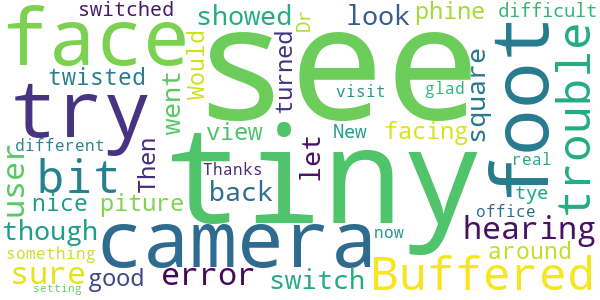 switched showed look phine difficult
face see foot
Would Dr
twisted went turned visit glad square trouble
try tiny view New facing
different Then let real
user bit Thanks back tye
nice piture office
though camera now hearing
something around
sure good error switch Buffered
setting